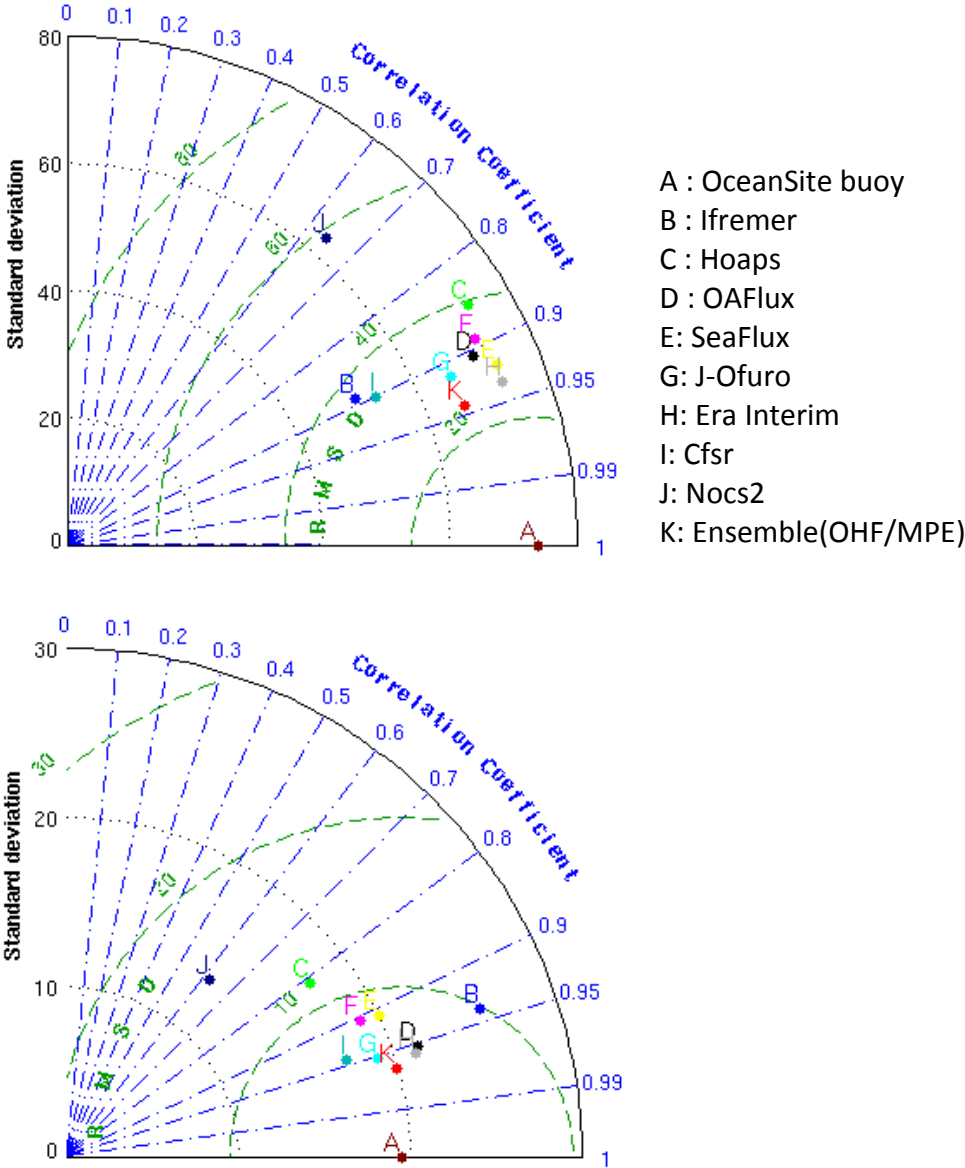 0
0.1
0.2
0.3
0.4
0.5
0.6
0.7
0.8
0.9
0.95
0.99
1
Correlation Coefficient
80
60
40
20
0
Standard deviation
80
60
40
20
R M S D
J
C
F
D
E
H
G
K
B
I
A
A : OceanSite buoy
B : Ifremer
C : Hoaps
D : OAFlux
E: SeaFlux
G: J-Ofuro
H: Era Interim
I: Cfsr
J: Nocs2
K: Ensemble(OHF/MPE)
0
0.1
0.2
0.3
0.4
0.5
0.6
0.7
0.8
0.9
0.95
0.99
1
Correlation Coefficient
30
20
10
0
Standard deviation
30
20
10
R M S D
J
C
F
E
B
D
I
G
K
A